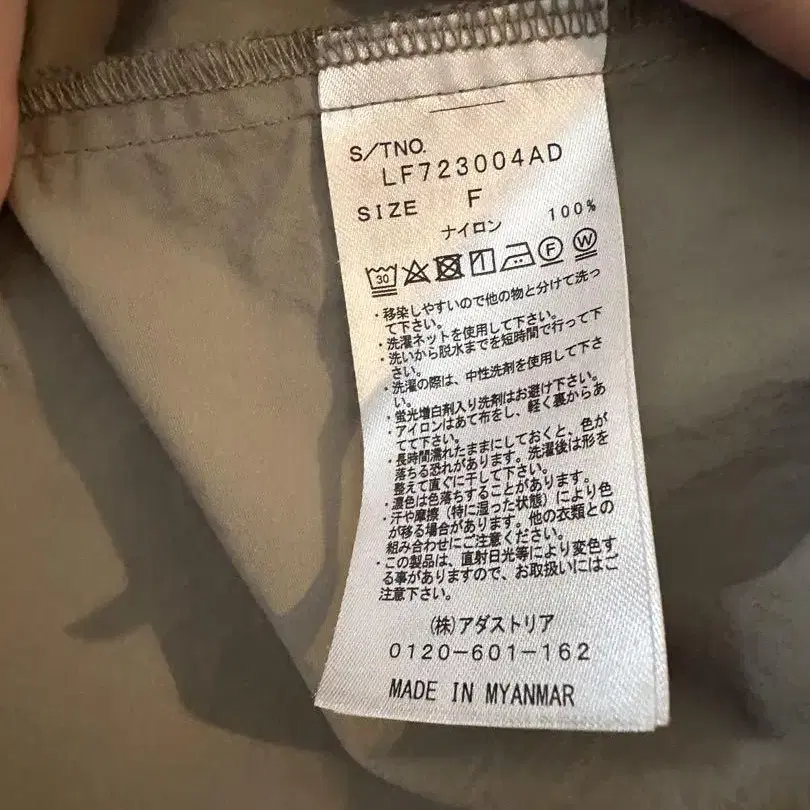 S/TNO.
LF723004AD
SIZE F
ナイロン 100%
30 F W
・移染しやすいので他の物と分けて洗っ
て下さい。
・洗濯ネットを使用して下さい。
・洗いから脱水までを短時間で行って下
さい。
・洗濯の際は、中性洗剤を使用して下さ
い。
・蛍光増白剤入り洗剤はお避け下さい。
・アイロンはあて布をし、軽く裏からあ
てて下さい。
・長時間濡れたままにしておくと、色が
落ちる恐れがあります。洗濯後は形を
整えて直ぐに干して下さい。
・濃色は色落ちすることがあります。
・汗や摩擦(特に湿った状態)により色
が移る場合があります。他の衣類との
組み合わせにご注意ください。
・この製品は、直射日光等により変色す
る事がありますので、お取扱いにはご
注意下さい。
(株)アダストリア
0120-601-162
MADE IN MYANMAR